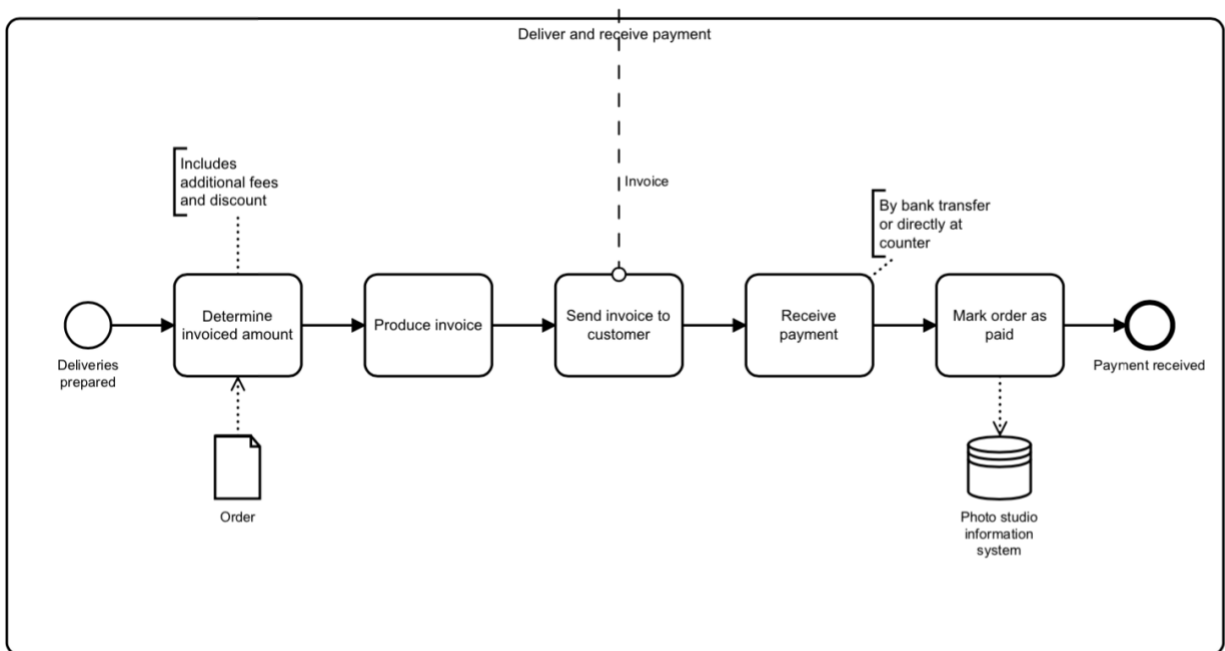 Deliver and receive payment
Includes
additional fees
and discount
Invoice
By bank transfer
or directly at
counter
Determine
invoiced amount
Produce invoice
Send invoice to
customer
Receive
payment
Mark order as
paid
Deliveries
prepared
Payment received
Order
Photo studio
information
system